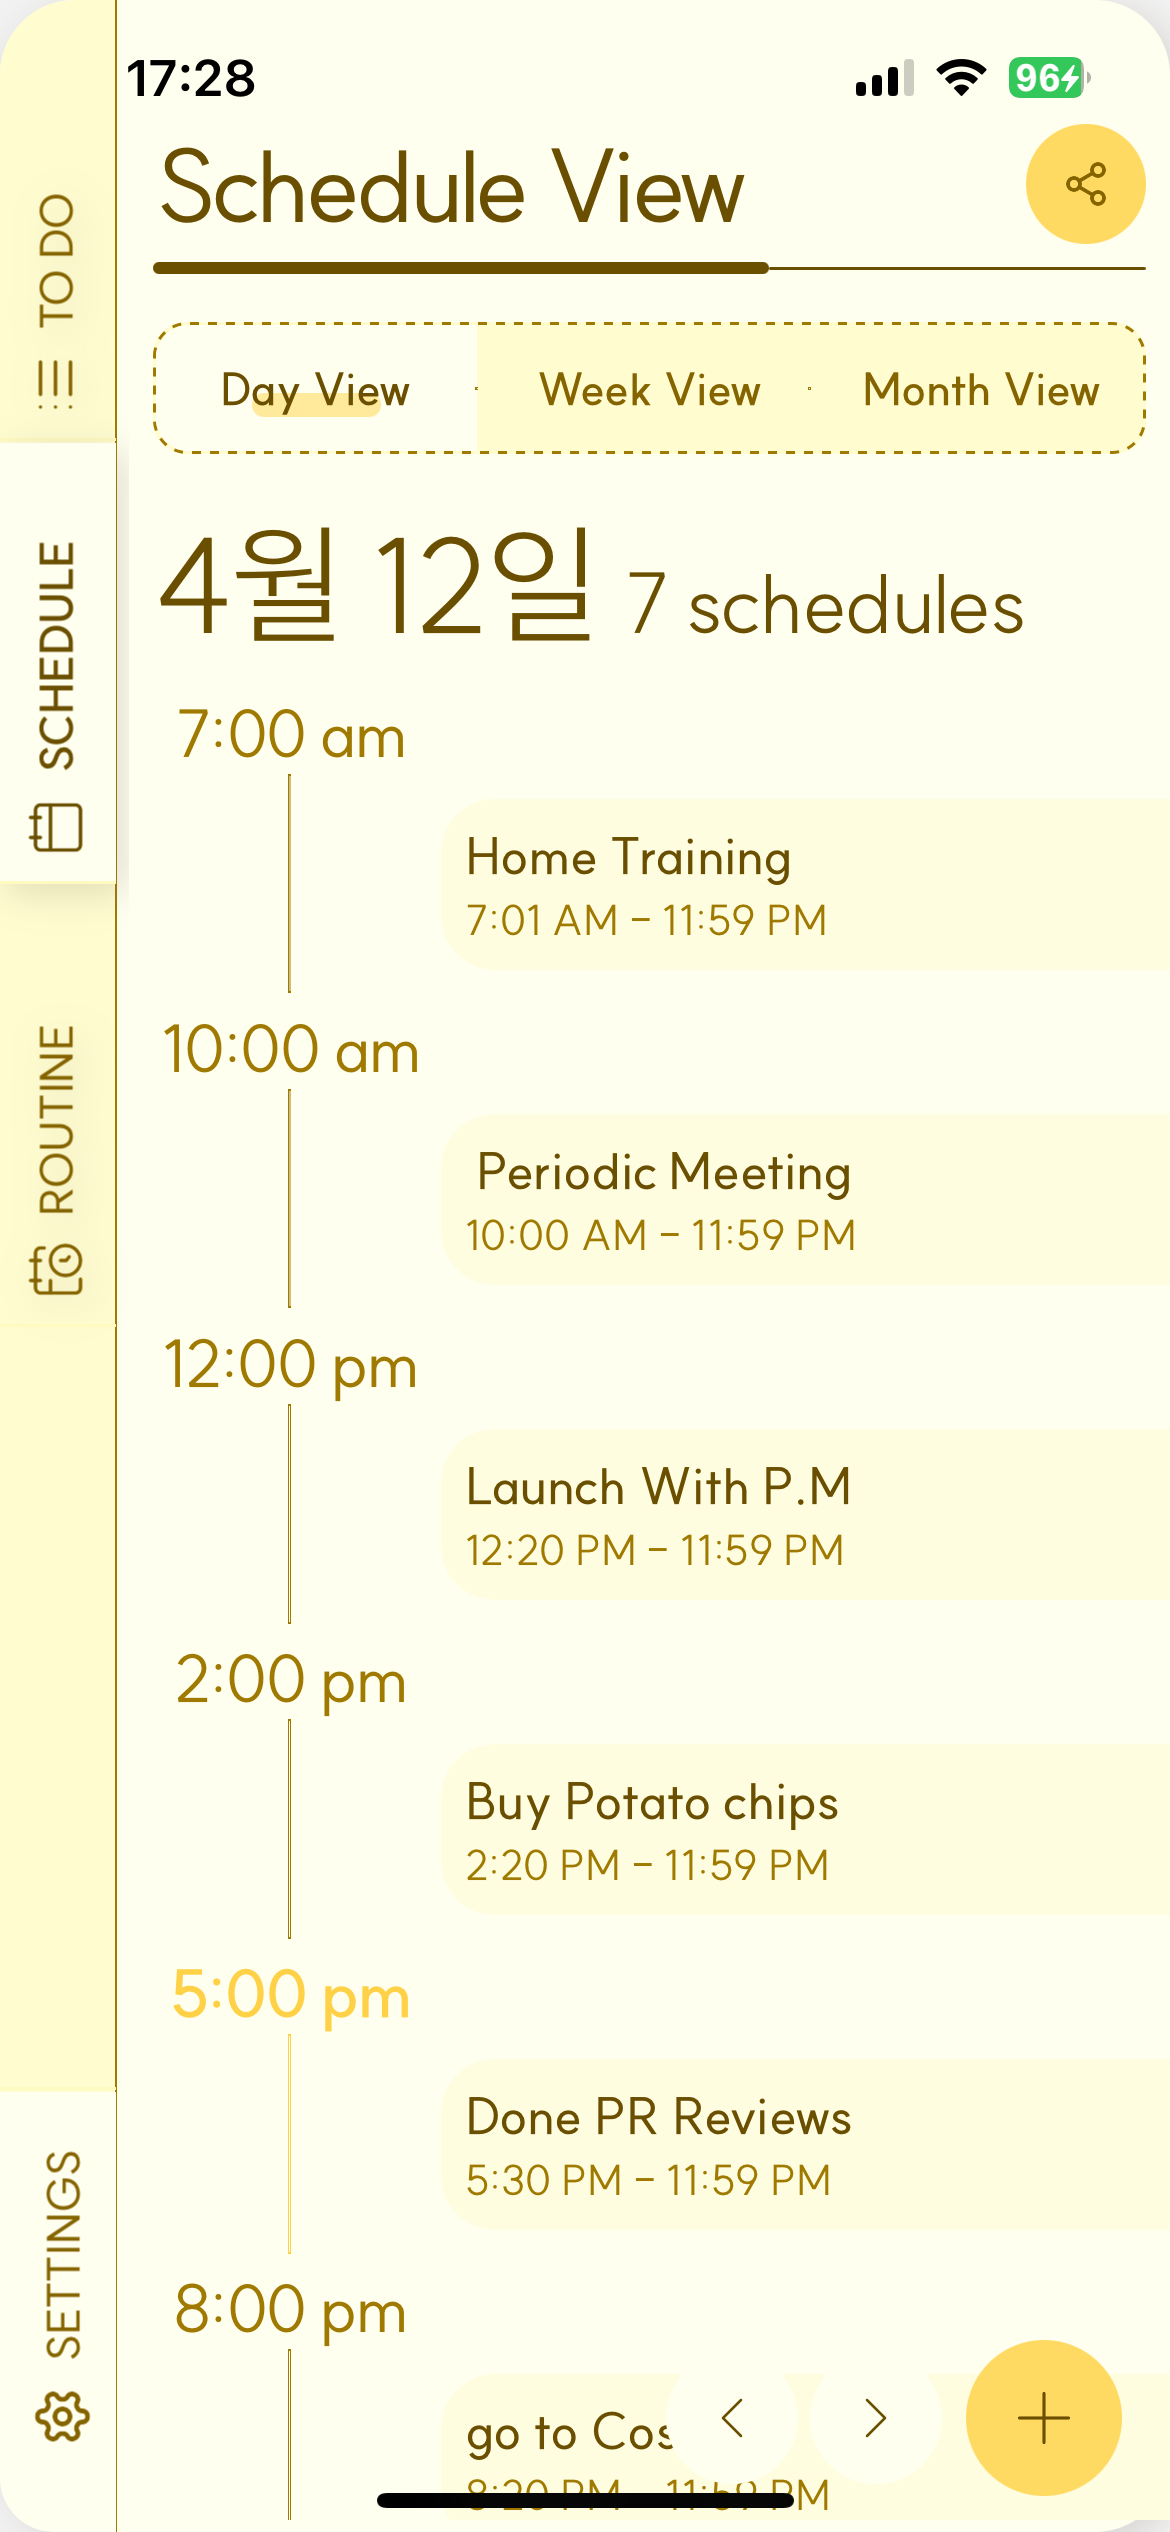 17:28
96
Schedule View
TO DO
SCHEDULE
ROUTINE
SETTINGS
Day View · Week View · Month View
4월 12일 7 schedules
7:00 am
Home Training
7:01 AM – 11:59 PM
10:00 am
Periodic Meeting
10:00 AM – 11:59 PM
12:00 pm
Launch With P.M
12:20 PM – 11:59 PM
2:00 pm
Buy Potato chips
2:20 PM – 11:59 PM
5:00 pm
Done PR Reviews
5:30 PM – 11:59 PM
8:00 pm
go to Cos
8:20 PM – 11:59 PM